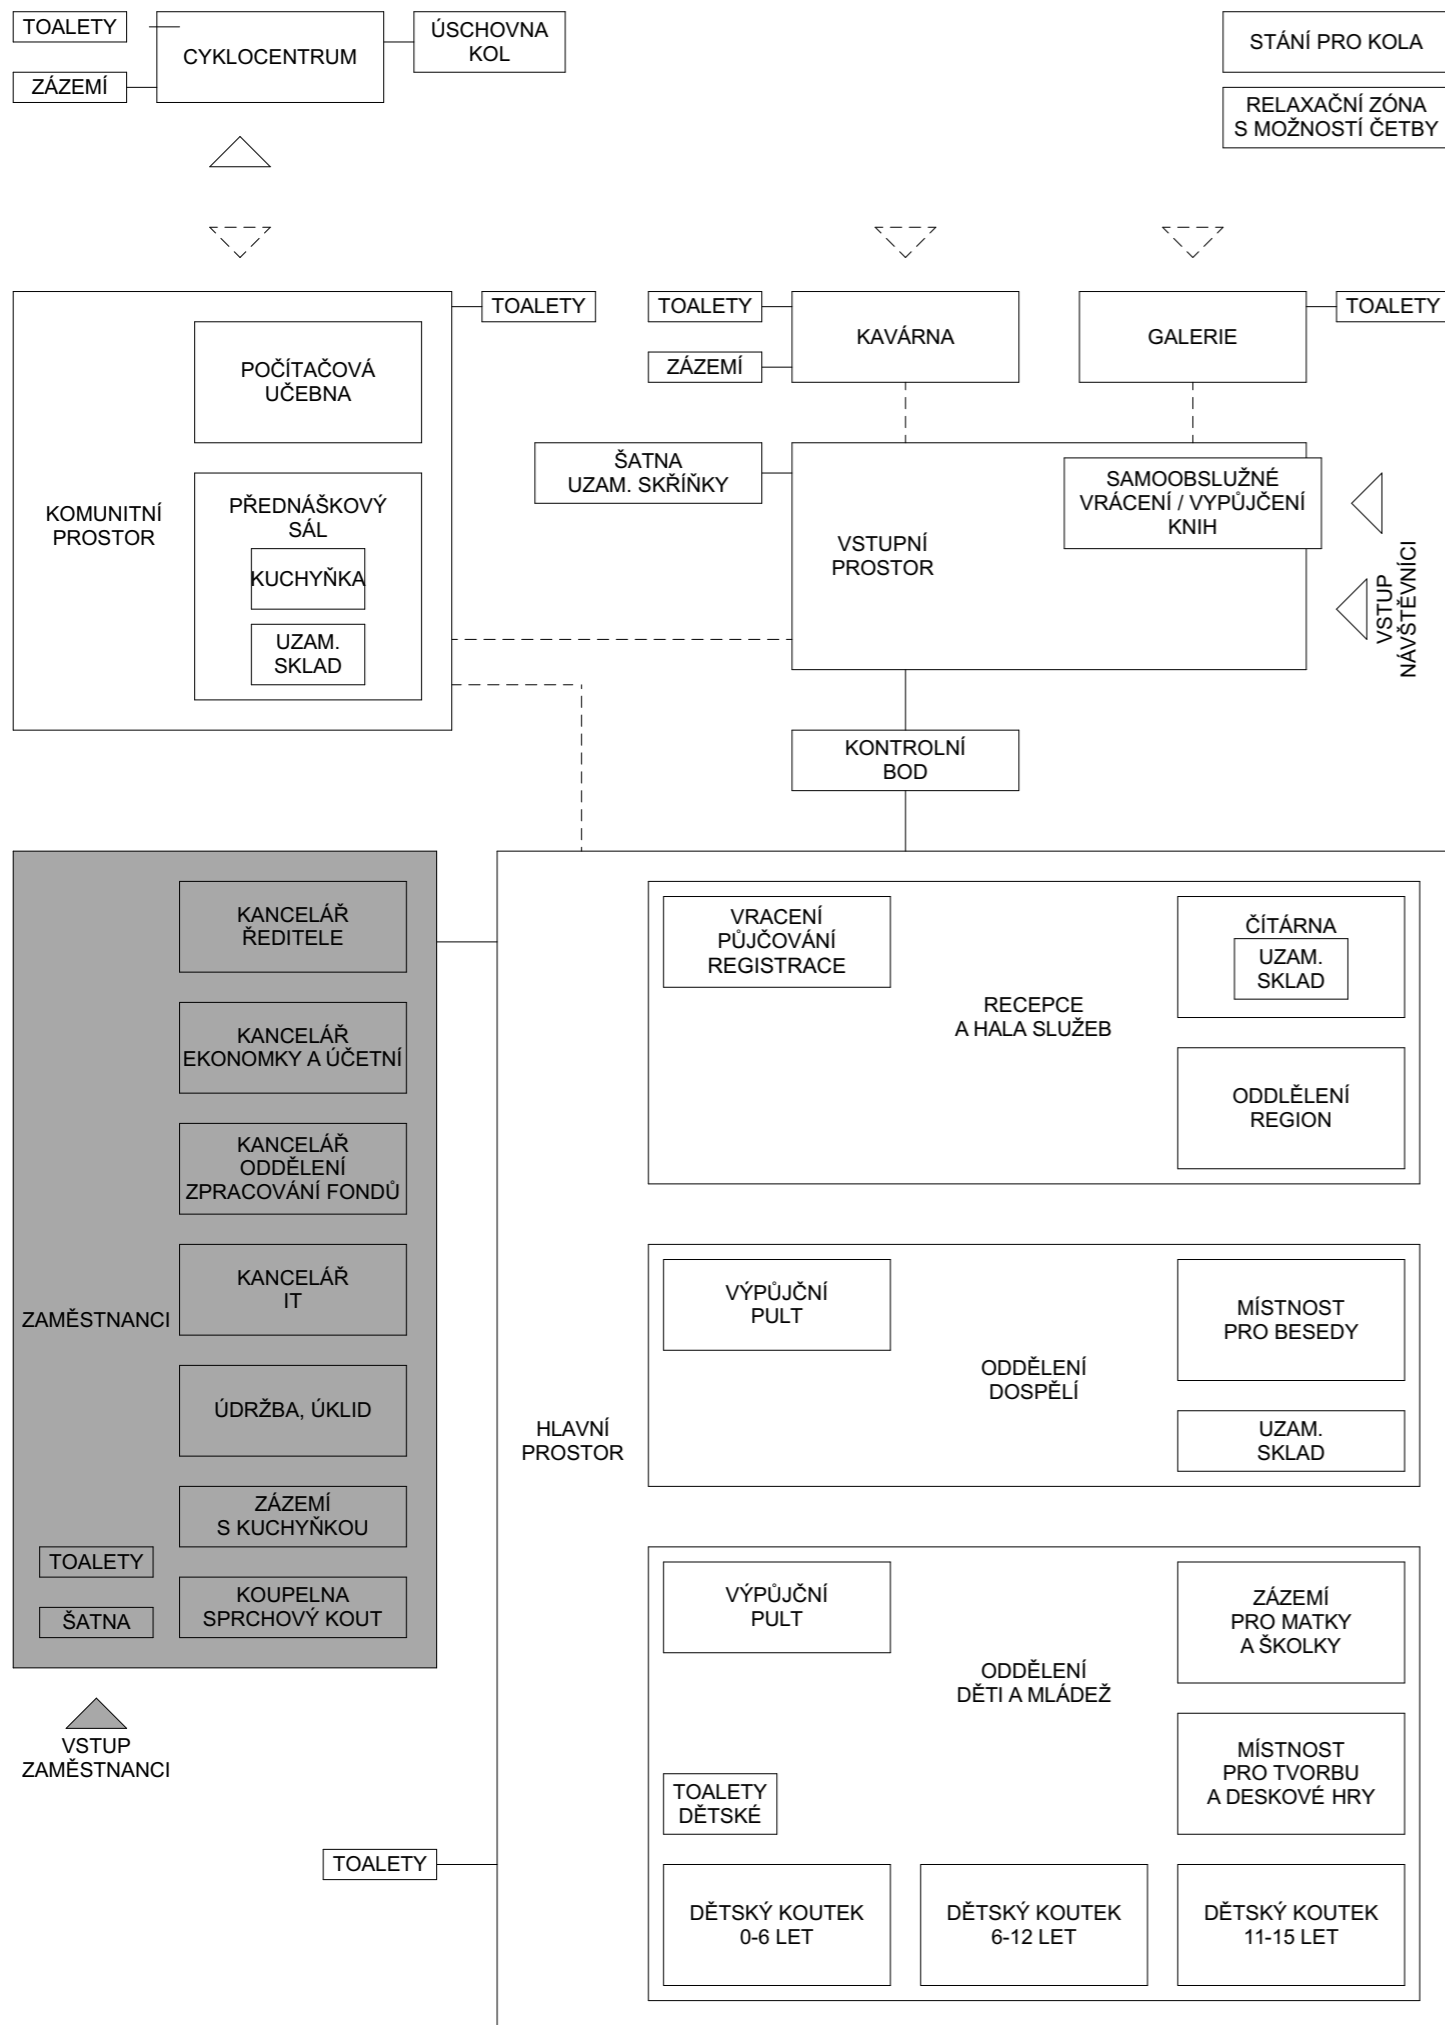 TOALETY
CYKLOCENTRUM
ÚSCHOVNA
KOL
ZÁZEMÍ
STÁNÍ PRO KOLA
RELAXAČNÍ ZÓNA
S MOŽNOSTÍ ČETBY
KOMUNITNÍ
PROSTOR
POČÍTAČOVÁ
UČEBNA
PŘEDNÁŠKOVÝ
SÁL
KUCHYŇKA
UZAM.
SKLAD
TOALETY
TOALETY
ZÁZEMÍ
KAVÁRNA
GALERIE
TOALETY
ŠATNA
UZAM. SKŘÍŇKY
VSTUPNÍ
PROSTOR
SAMOOBSLUŽNÉ
VRÁCENÍ / VYPŮJČENÍ
KNIH
VSTUP
NÁVŠTĚVNÍCI
KONTROLNÍ
BOD
ZAMĚSTNANCI
KANCELÁŘ
ŘEDITELE
KANCELÁŘ
EKONOMKY A ÚČETNÍ
KANCELÁŘ
ODDĚLENÍ
ZPRACOVÁNÍ FONDŮ
KANCELÁŘ
IT
ÚDRŽBA, ÚKLID
ZÁZEMÍ
S KUCHYŇKOU
TOALETY
KOUPELNA
SPRCHOVÝ KOUT
ŠATNA
VSTUP
ZAMĚSTNANCI
TOALETY
HLAVNÍ
PROSTOR
VRACENÍ
PŮJČOVÁNÍ
REGISTRACE
RECEPCE
A HALA SLUŽEB
ČÍTÁRNA
UZAM.
SKLAD
ODDLĚLENÍ
REGION
VÝPŮJČNÍ
PULT
ODDĚLENÍ
DOSPĚLÍ
MÍSTNOST
PRO BESEDY
UZAM.
SKLAD
VÝPŮJČNÍ
PULT
ODDĚLENÍ
DĚTI A MLÁDEŽ
ZÁZEMÍ
PRO MATKY
A ŠKOLKY
MÍSTNOST
PRO TVORBU
A DESKOVÉ HRY
TOALETY
DĚTSKÉ
DĚTSKÝ KOUTEK
0-6 LET
DĚTSKÝ KOUTEK
6-12 LET
DĚTSKÝ KOUTEK
11-15 LET